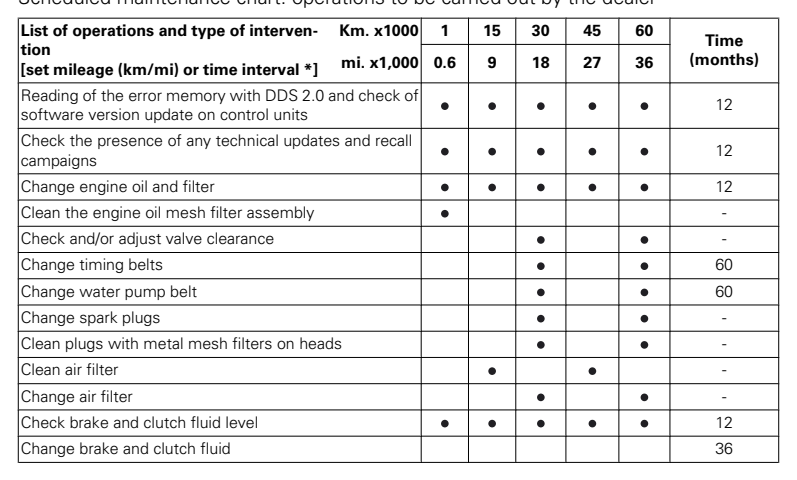 Scheduled maintenance chart: operations to be carried out by the dealer
List of operations and type of interven- Km. x1000 1 15 30 45 60 Time
tion
[set mileage (km/mi) or time interval *] mi. x1,000 0.6 9 18 27 36 (months)
Reading of the error memory with DDS 2.0 and check of
software version update on control units ● ● ● ● ● 12
Check the presence of any technical updates and recall
campaigns ● ● ● ● ● 12
Change engine oil and filter ● ● ● ● ● 12
Clean the engine oil mesh filter assembly ● -
Check and/or adjust valve clearance ● ● -
Change timing belts ● ● 60
Change water pump belt ● ● 60
Change spark plugs ● ● -
Clean plugs with metal mesh filters on heads ● ● -
Clean air filter ● ● -
Change air filter ● ● -
Check brake and clutch fluid level ● ● ● ● ● 12
Change brake and clutch fluid 36